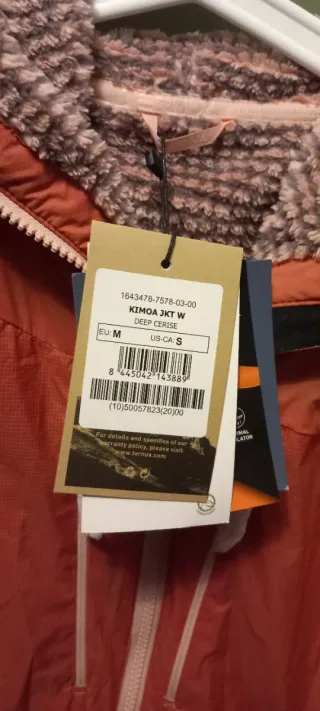 1643478-7578-03-00
KIMOA JKT W
DEEP CERISE
EU: M US-CA: S
8 445042 143889
(10)50057823(20)00
For details and specifics of our
warranty policy, please visit
www.ternua.com